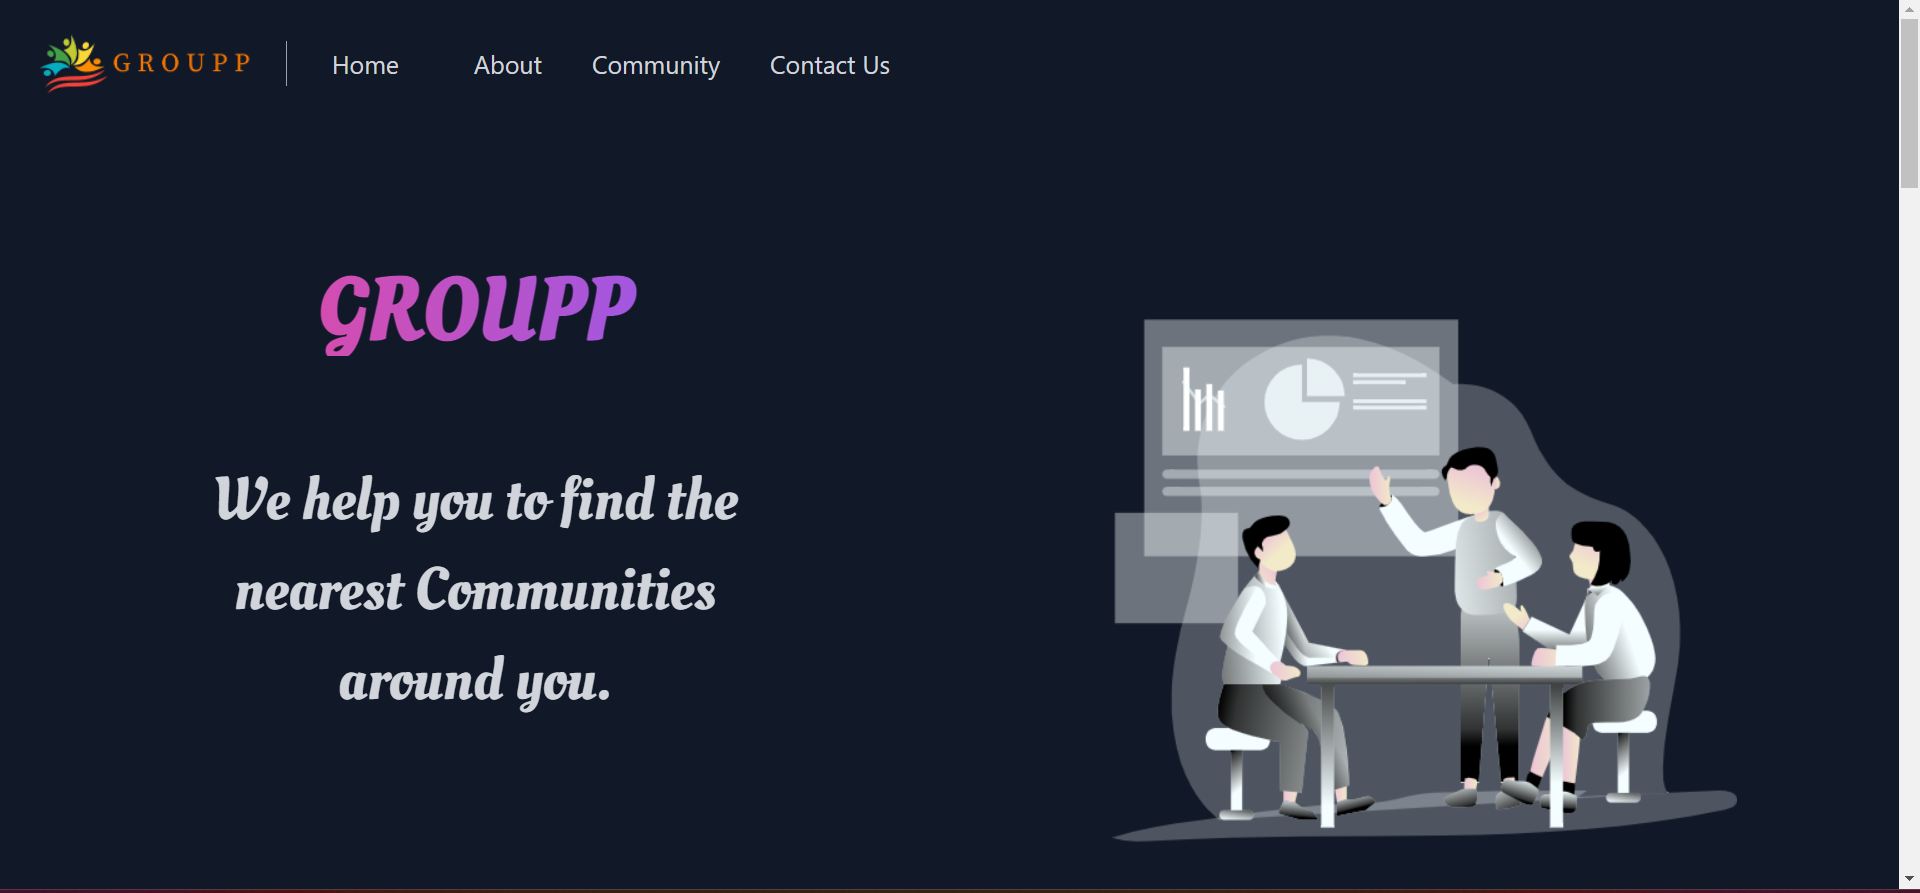 GROUPP
Home About Community Contact Us
GROUPP
We help you to find the
nearest Communities
around you.